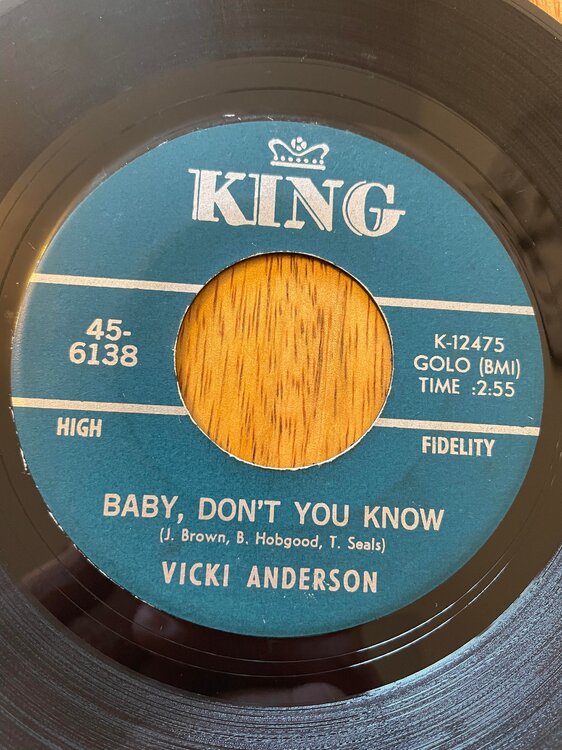 KING
45-
6138
K-12475
GOLO (BMI)
TIME :2:55
HIGH
FIDELITY
BABY, DON'T YOU KNOW
(J. Brown, B. Hobgood, T. Seals)
VICKI ANDERSON